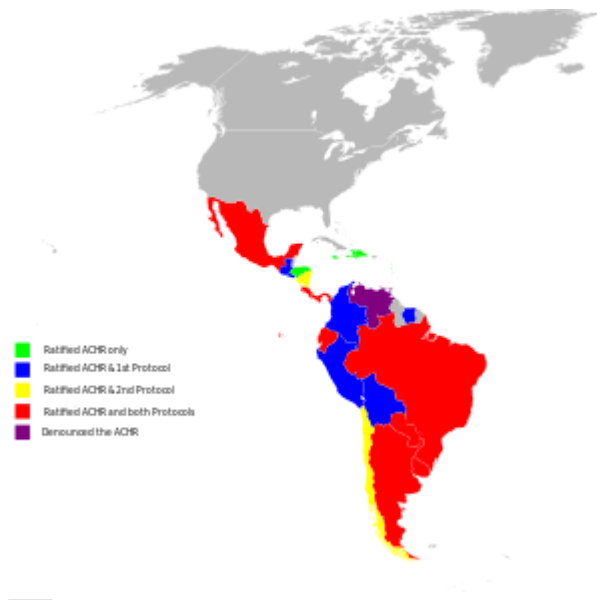 Ratified ACHR only
Ratified ACHR & 1st Protocol
Ratified ACHR & 2nd Protocol
Ratified ACHR and both Protocols
Denounced the ACHR